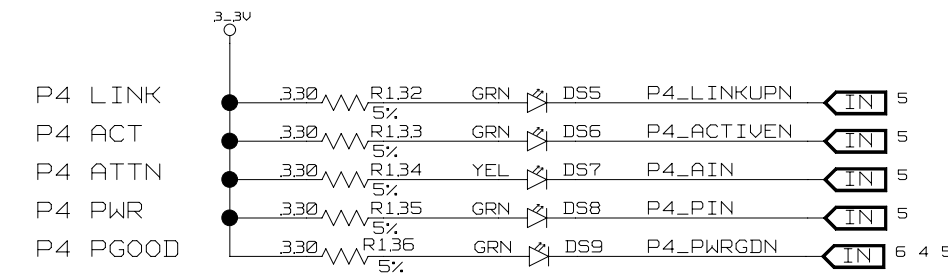 3_3V
P4 LINK 330 R132 5% GRN DS5 P4_LINKUPN IN 5
P4 ACT 330 R133 5% GRN DS6 P4_ACTIVEN IN 5
P4 ATTN 330 R134 5% YEL DS7 P4_AIN IN 5
P4 PWR 330 R135 5% GRN DS8 P4_PIN IN 5
P4 PGOOD 330 R136 5% GRN DS9 P4_PWRGDN IN 6 4 5